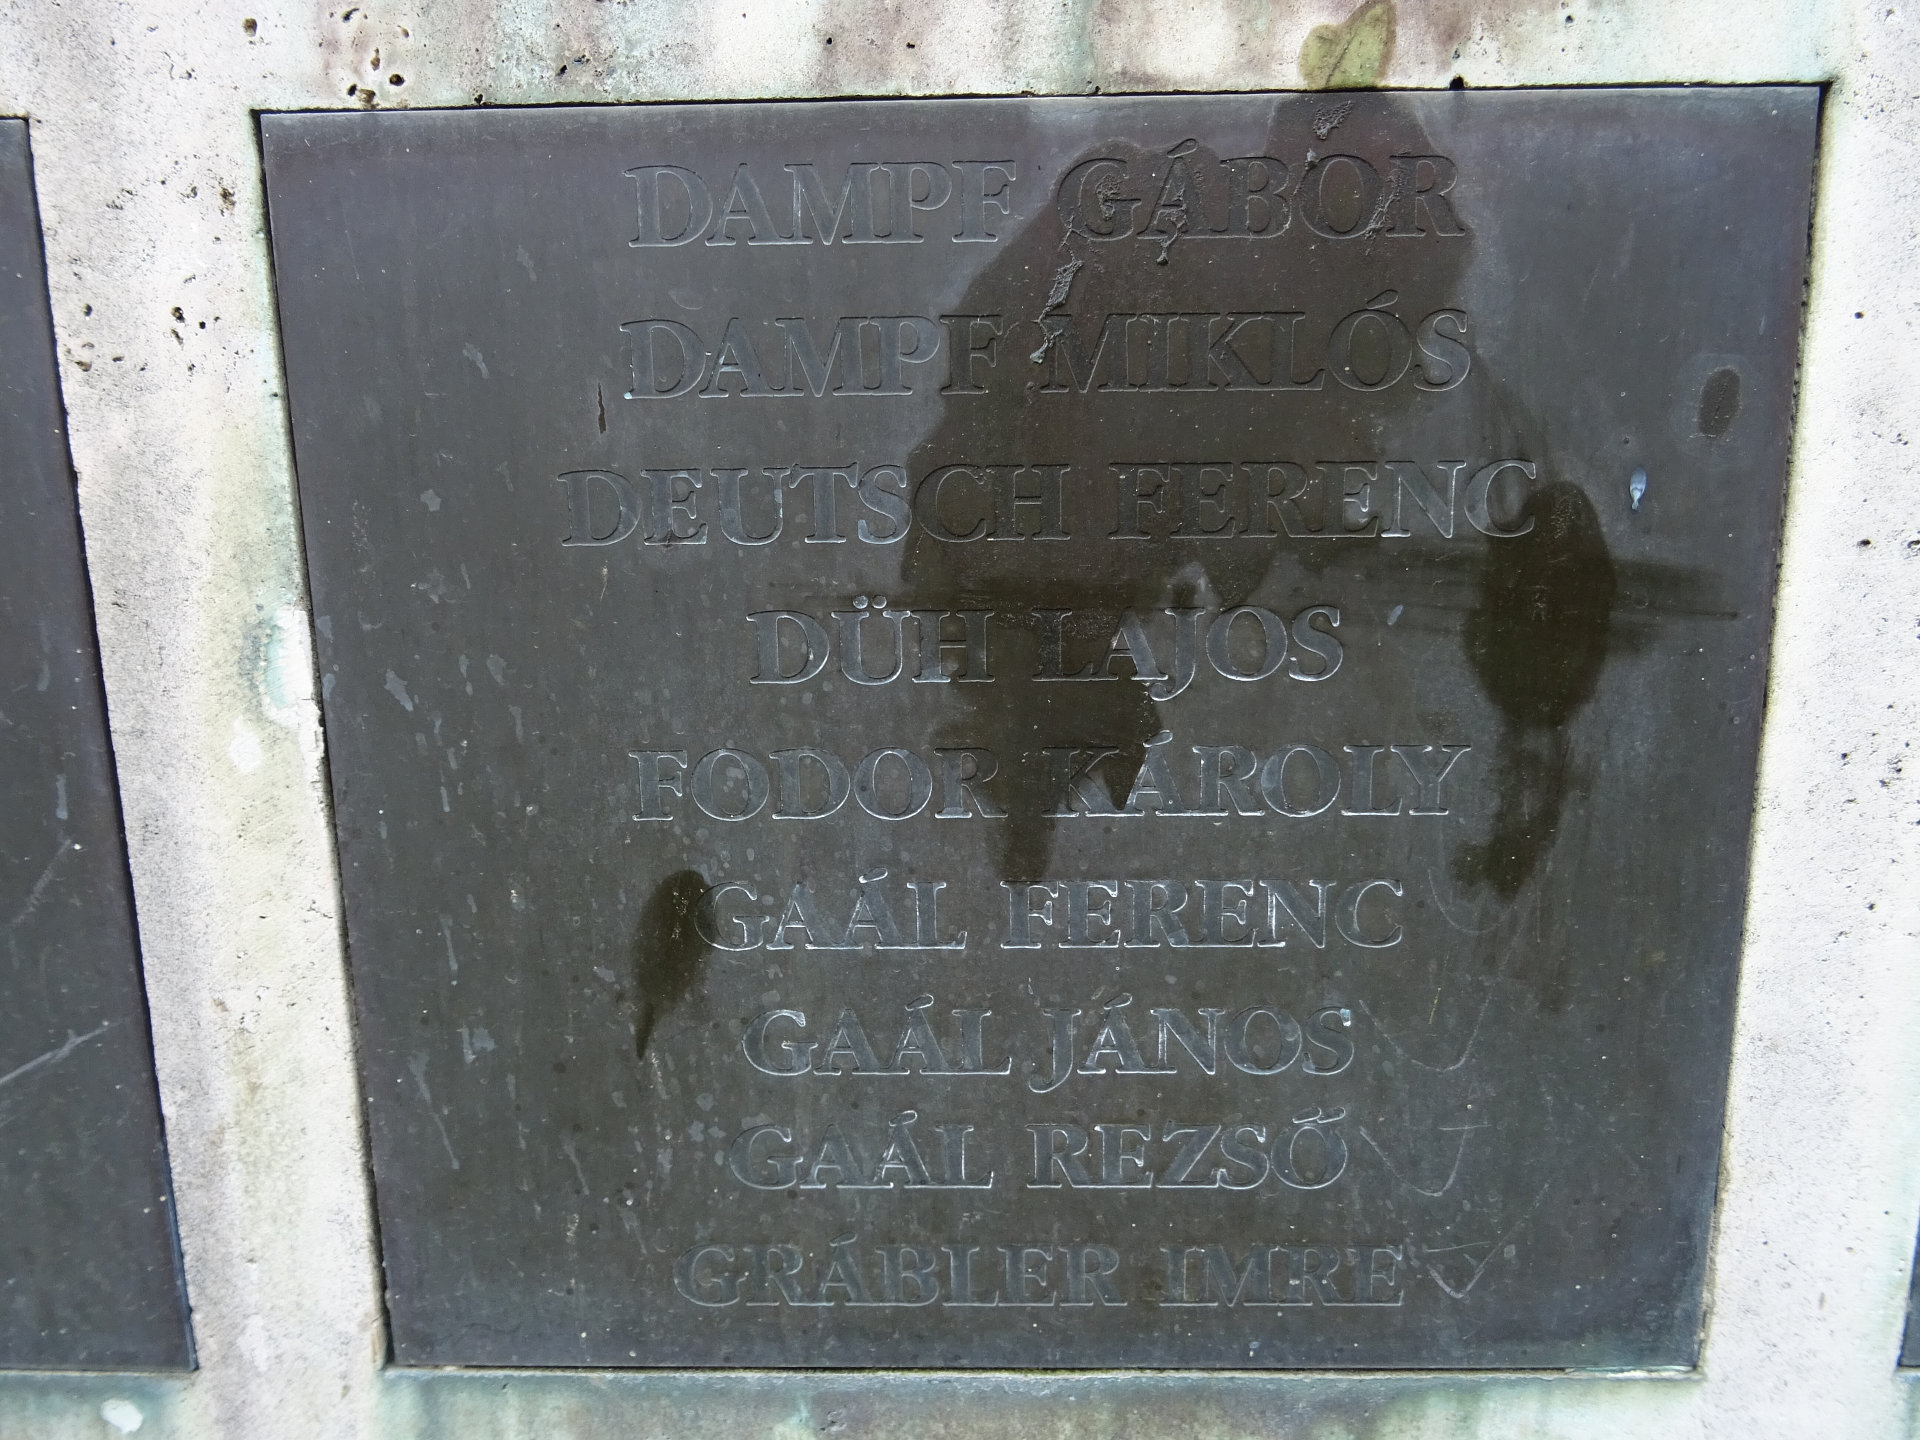 DAMPF GÁBOR
DAMPF MIKLÓS
DEUTSCH FERENC
DÜH LAJOS
FODOR KÁROLY
GAÁL FERENC
GAÁL JÁNOS
GAÁL REZSŐ
GRÁBLER IMRE